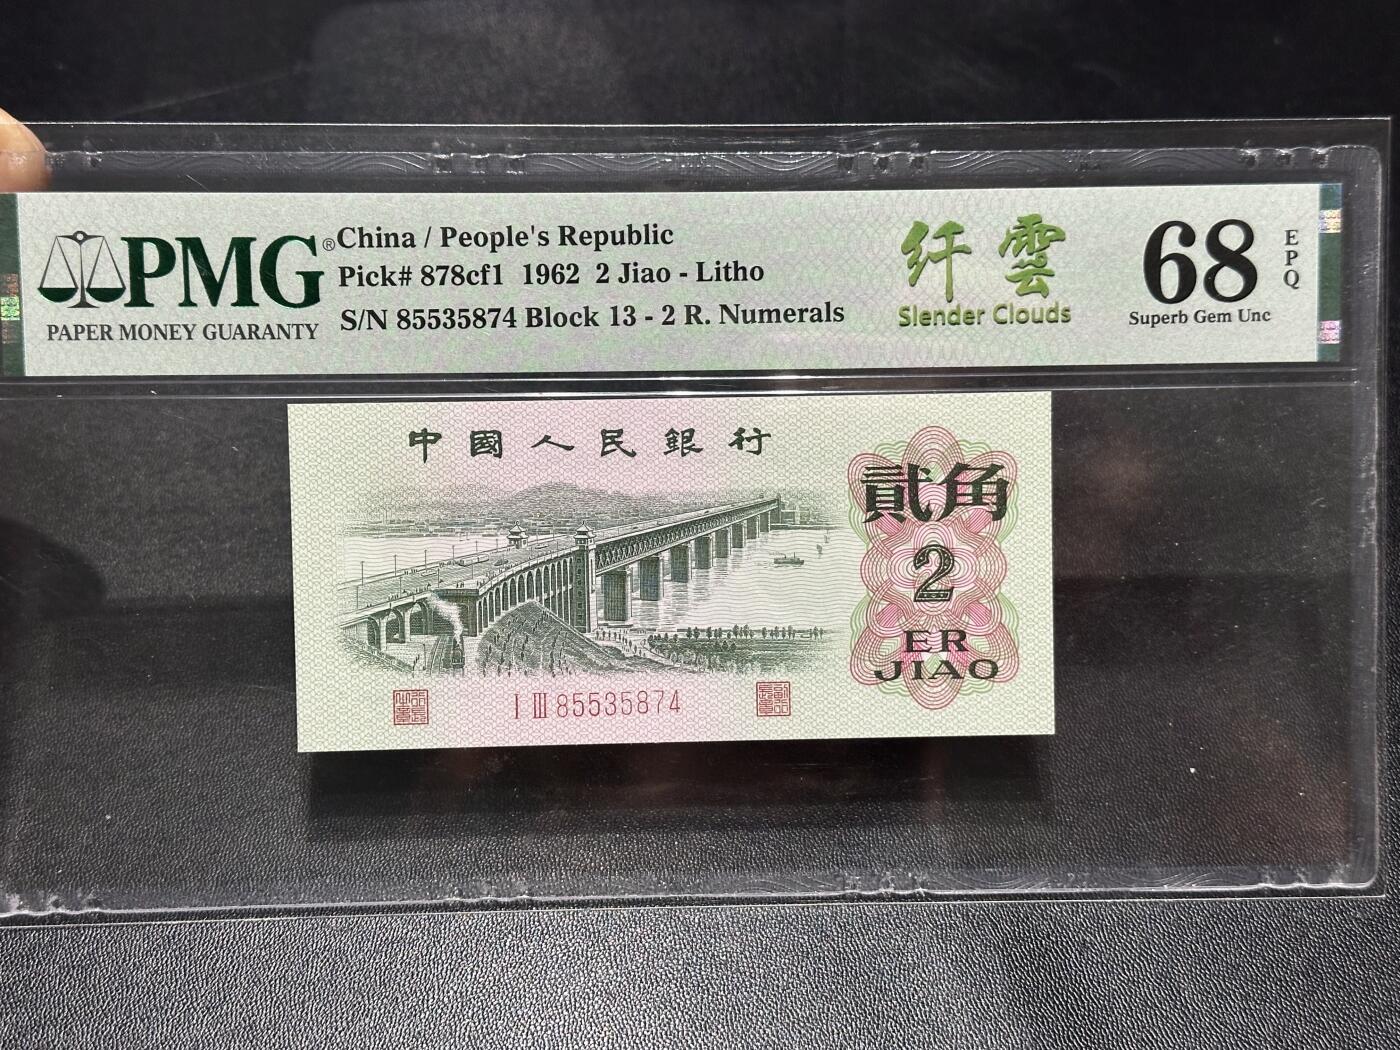 PMG®
PAPER MONEY GUARANTY
China / People's Republic
Pick# 878cf1 1962 2 Jiao - Litho
S/N 85535874 Block 13 - 2 R. Numerals
纤雲
Slender Clouds
68
EPQ
Superb Gem Unc
中國人民銀行
貳角
2
ER
JIAO
I III 85535874